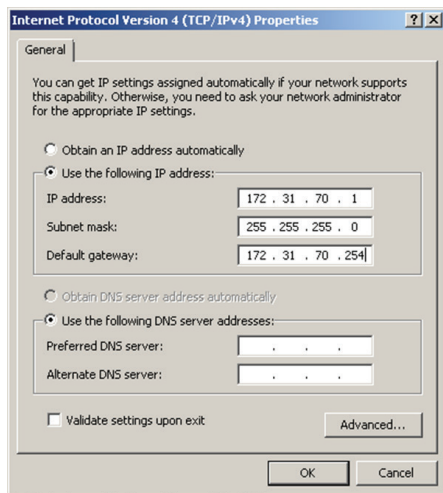 Internet Protocol Version 4 (TCP/IPv4) Properties
General
You can get IP settings assigned automatically if your network supports
this capability. Otherwise, you need to ask your network administrator
for the appropriate IP settings.
Obtain an IP address automatically
Use the following IP address:
IP address: 172 . 31 . 70 . 1
Subnet mask: 255 . 255 . 255 . 0
Default gateway: 172 . 31 . 70 . 254
Obtain DNS server address automatically
Use the following DNS server addresses:
Preferred DNS server: . . .
Alternate DNS server: . . .
Validate settings upon exit
Advanced...
OK Cancel